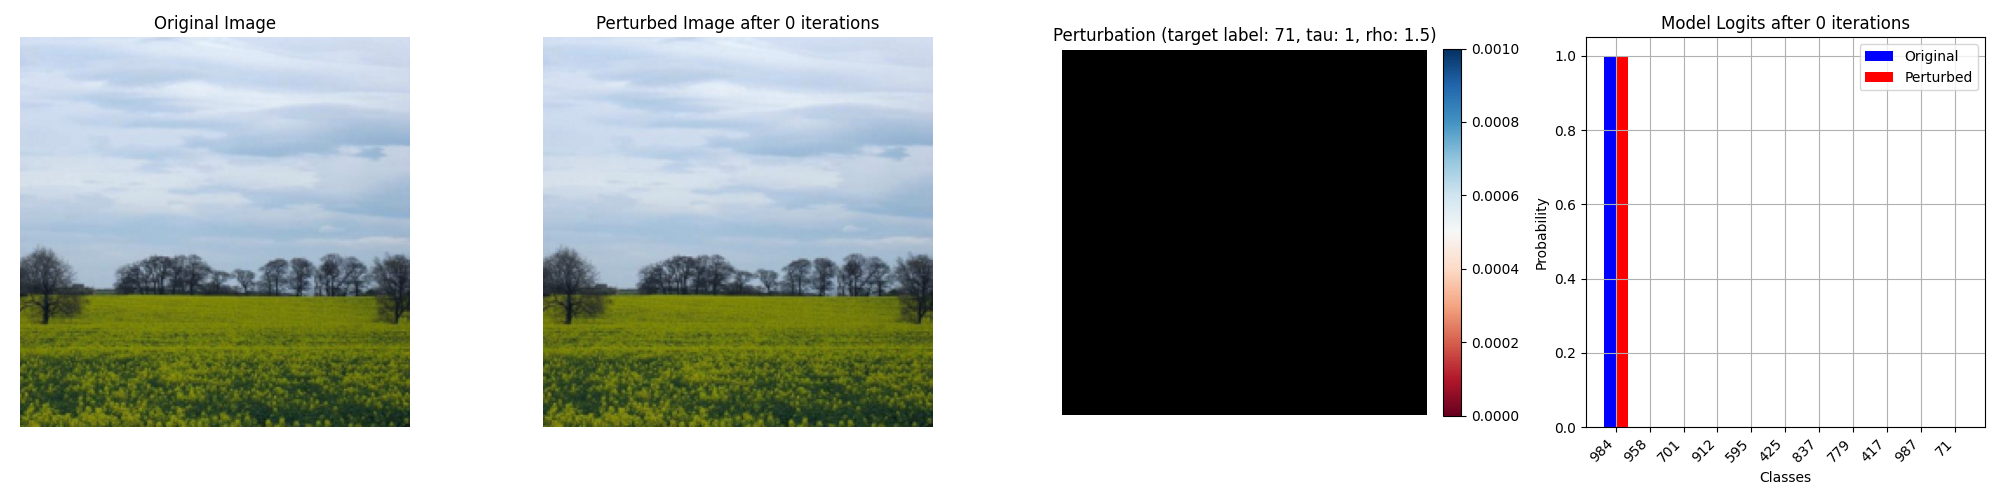 Original Image
Perturbed Image after 0 iterations
Perturbation (target label: 71, tau: 1, rho: 1.5)
0.0010
0.0008
0.0006
0.0004
0.0002
0.0000
Model Logits after 0 iterations
Original
Perturbed
Probability
1.0
0.8
0.6
0.4
0.2
0.0
984 958 701 912 595 425 837 779 417 987 71
Classes